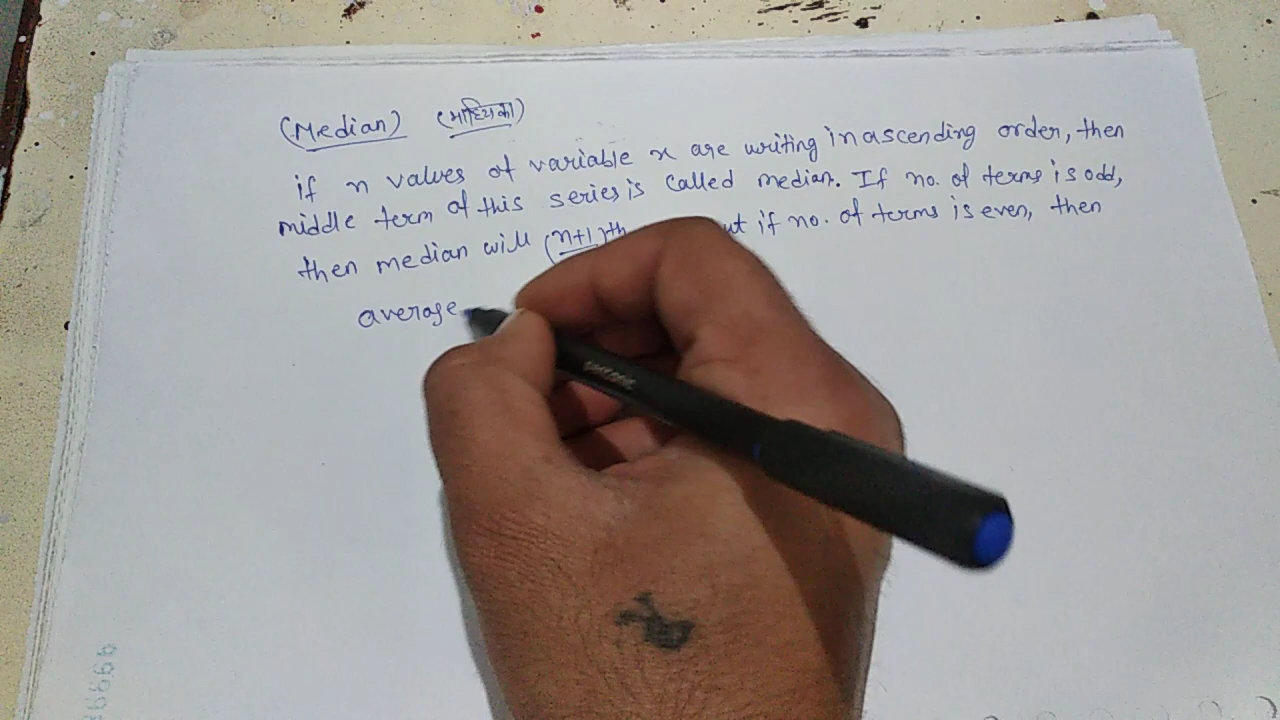 (Median) (माध्यिका)
if n values of variable x are writing in ascending order, then
middle term of this series is called median. If no. of terms is odd,
then median will (n+1)th if no. of terms is even, then
average